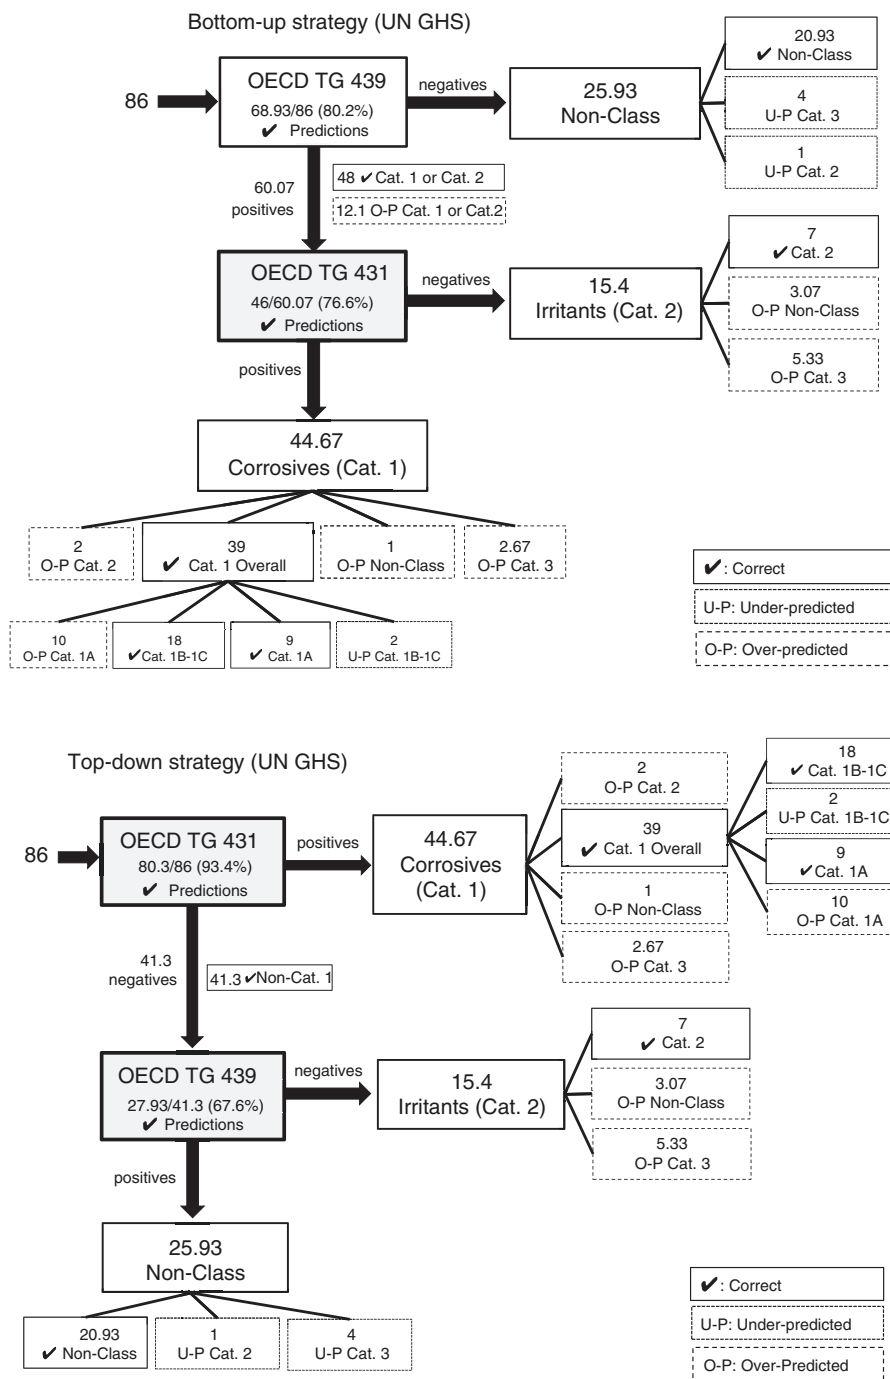 Bottom-up strategy (UN GHS)
86
OECD TG 439
68.93/86 (80.2%)
✔ Predictions
negatives
25.93
Non-Class
20.93
✔ Non-Class
4
U-P Cat. 3
1
U-P Cat. 2
60.07
positives
48 ✔Cat. 1 or Cat. 2
12.1 O-P Cat. 1 or Cat.2
OECD TG 431
46/60.07 (76.6%)
✔ Predictions
negatives
15.4
Irritants (Cat. 2)
7
✔ Cat. 2
3.07
O-P Non-Class
5.33
O-P Cat. 3
positives
44.67
Corrosives (Cat. 1)
2
O-P Cat. 2
39
✔ Cat. 1 Overall
1
O-P Non-Class
2.67
O-P Cat. 3
10
O-P Cat. 1A
18
✔Cat. 1B-1C
9
✔ Cat. 1A
2
U-P Cat. 1B-1C
✔: Correct
U-P: Under-predicted
O-P: Over-predicted
Top-down strategy (UN GHS)
86
OECD TG 431
80.3/86 (93.4%)
✔ Predictions
positives
44.67
Corrosives
(Cat. 1)
2
O-P Cat. 2
39
✔ Cat. 1 Overall
1
O-P Non-Class
2.67
O-P Cat. 3
18
✔ Cat. 1B-1C
2
U-P Cat. 1B-1C
9
✔Cat. 1A
10
O-P Cat. 1A
41.3
negatives
41.3 ✔Non-Cat. 1
OECD TG 439
27.93/41.3 (67.6%)
✔ Predictions
negatives
15.4
Irritants (Cat. 2)
7
✔ Cat. 2
3.07
O-P Non-Class
5.33
O-P Cat. 3
positives
25.93
Non-Class
20.93
✔ Non-Class
1
U-P Cat. 2
4
U-P Cat. 3
✔: Correct
U-P: Under-predicted
O-P: Over-Predicted